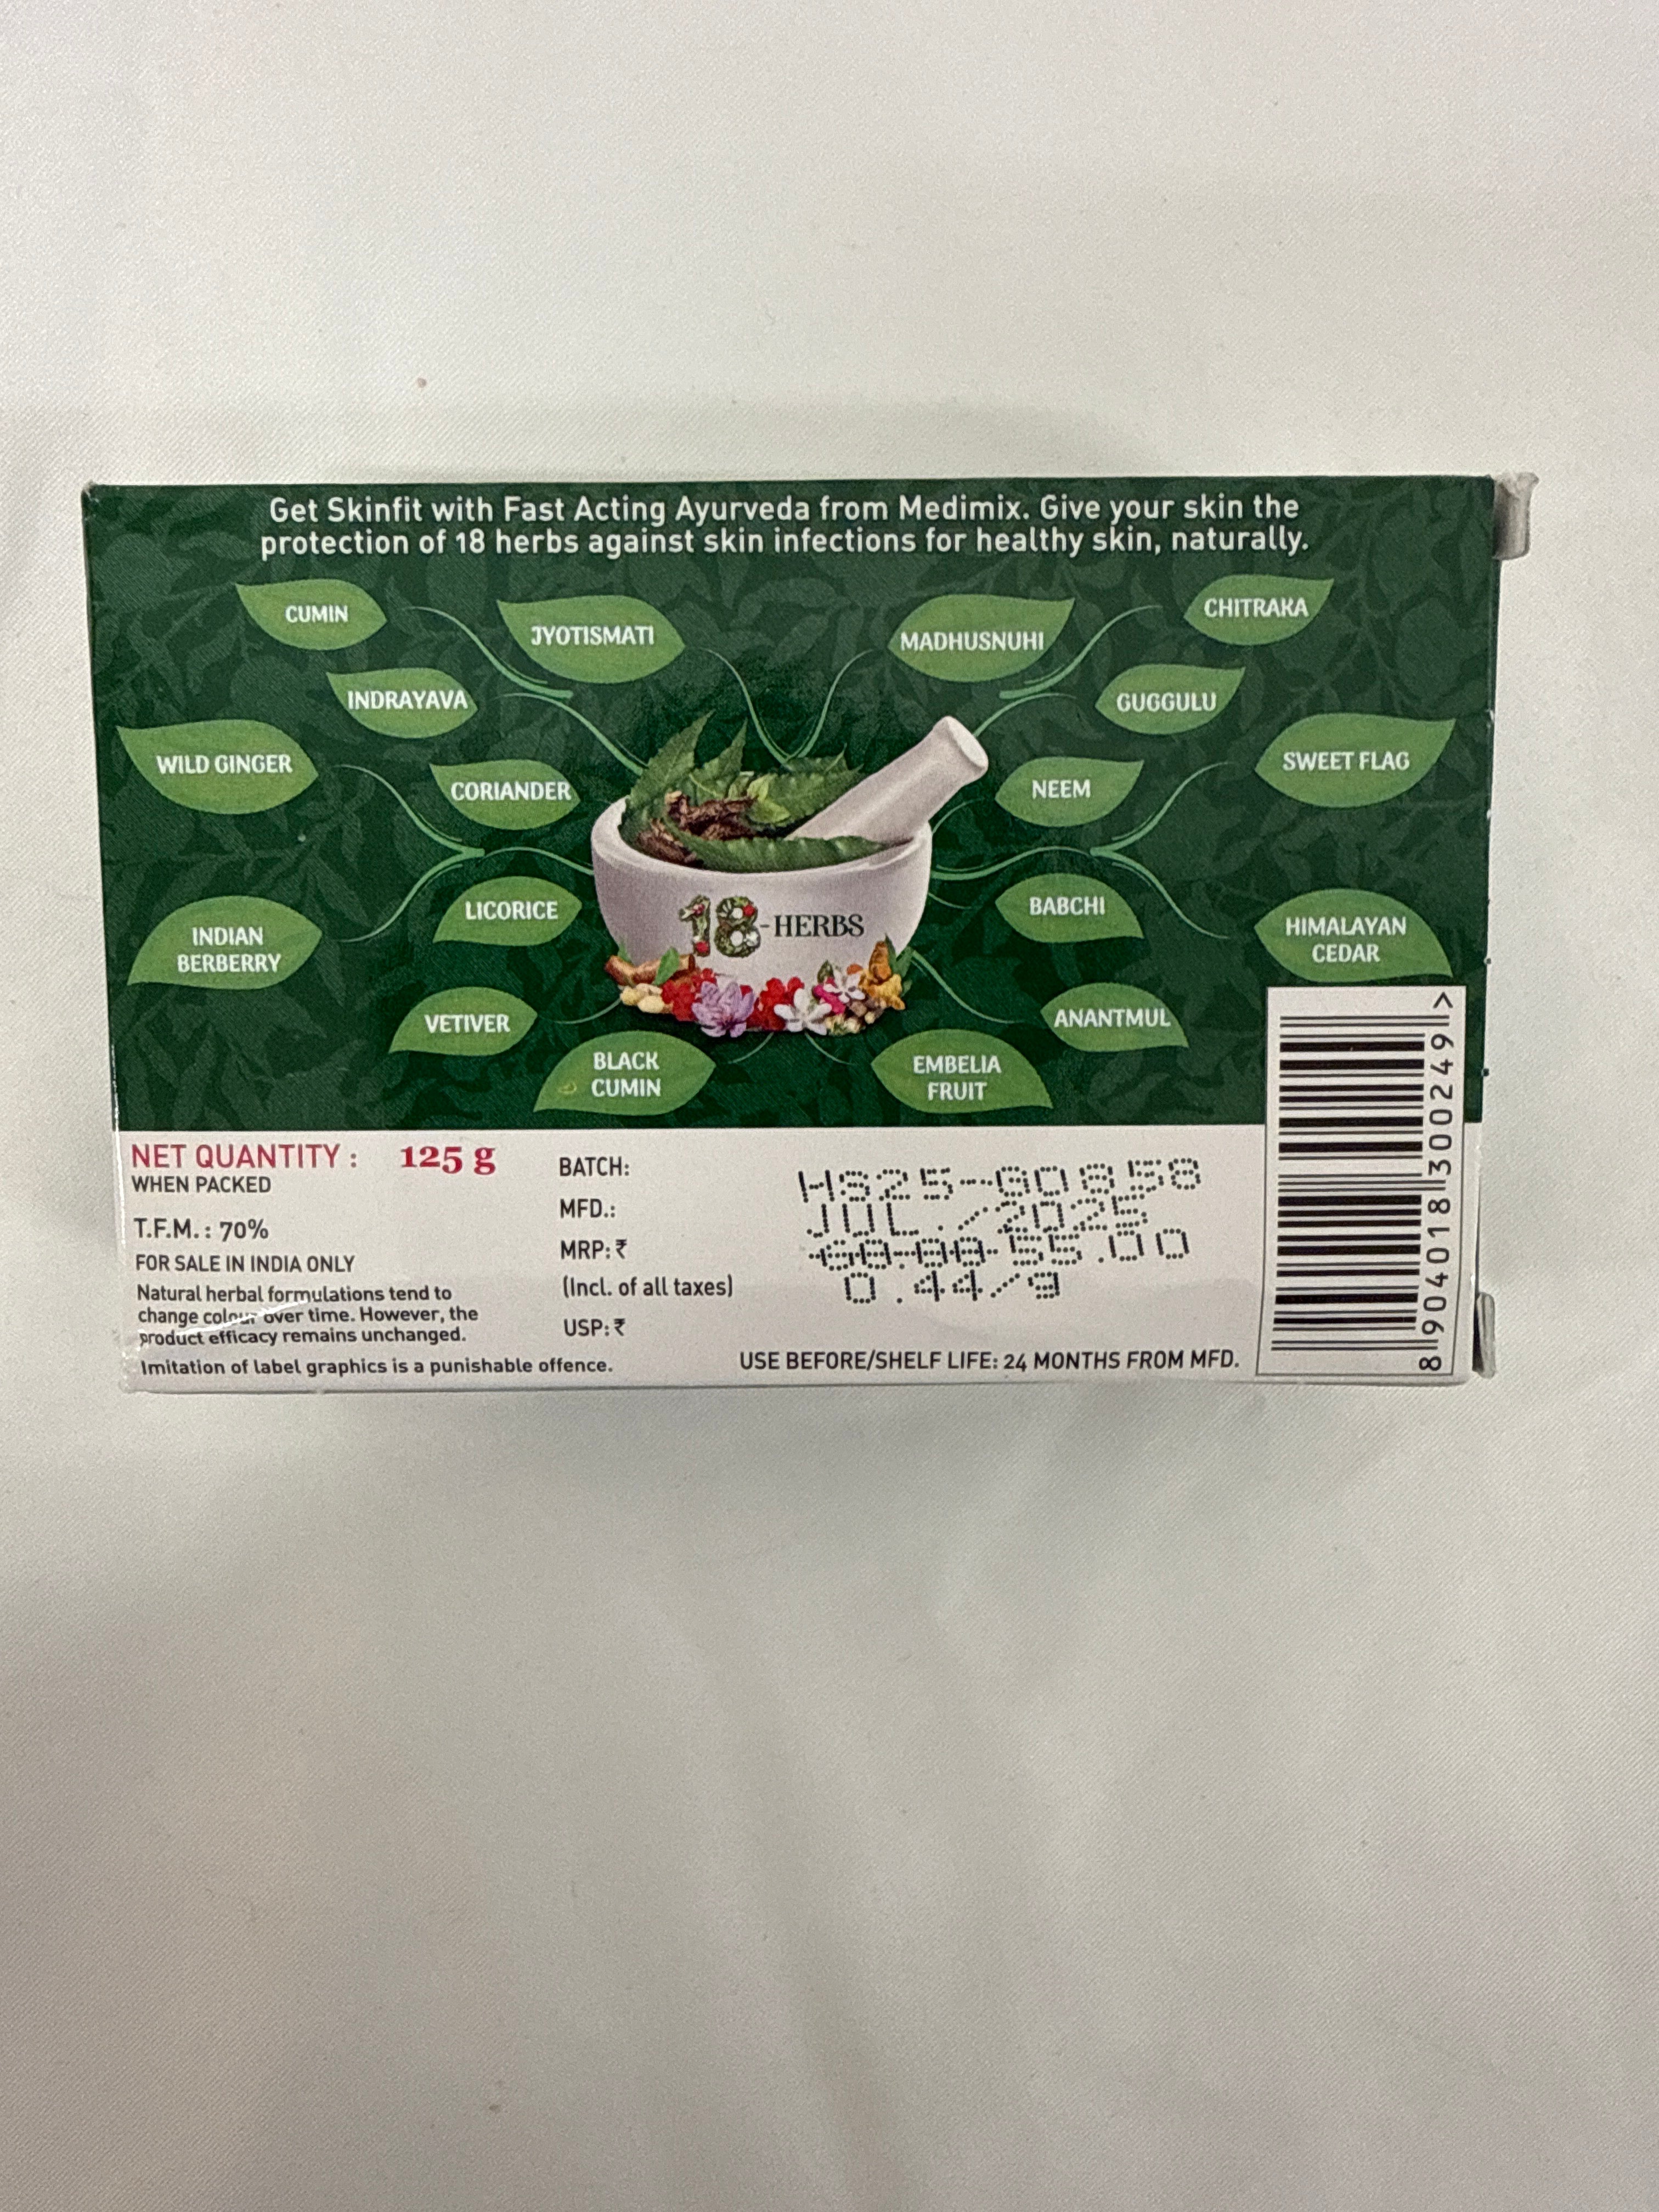 Get Skinfit with Fast Acting Ayurveda from Medimix. Give your skin the
protection of 18 herbs against skin infections for healthy skin, naturally.
CUMIN
JYOTISMATI
MADHUSNUHI
CHITRAKA
INDRAYAVA
GUGGULU
WILD GINGER
CORIANDER
NEEM
SWEET FLAG
18-HERBS
LICORICE
BABCHI
INDIAN
BERBERRY
HIMALAYAN
CEDAR
VETIVER
ANANTMUL
BLACK
CUMIN
EMBELIA
FRUIT
NET QUANTITY : 125 g
WHEN PACKED
T.F.M. : 70%
FOR SALE IN INDIA ONLY
Natural herbal formulations tend to
change colour over time. However, the
product efficacy remains unchanged.
Imitation of label graphics is a punishable offence.
BATCH:
MFD.:
MRP: ₹
(Incl. of all taxes)
USP: ₹
JUL./2025
55.00
0.44/g
USE BEFORE/SHELF LIFE: 24 MONTHS FROM MFD.
8 904018 300249 >